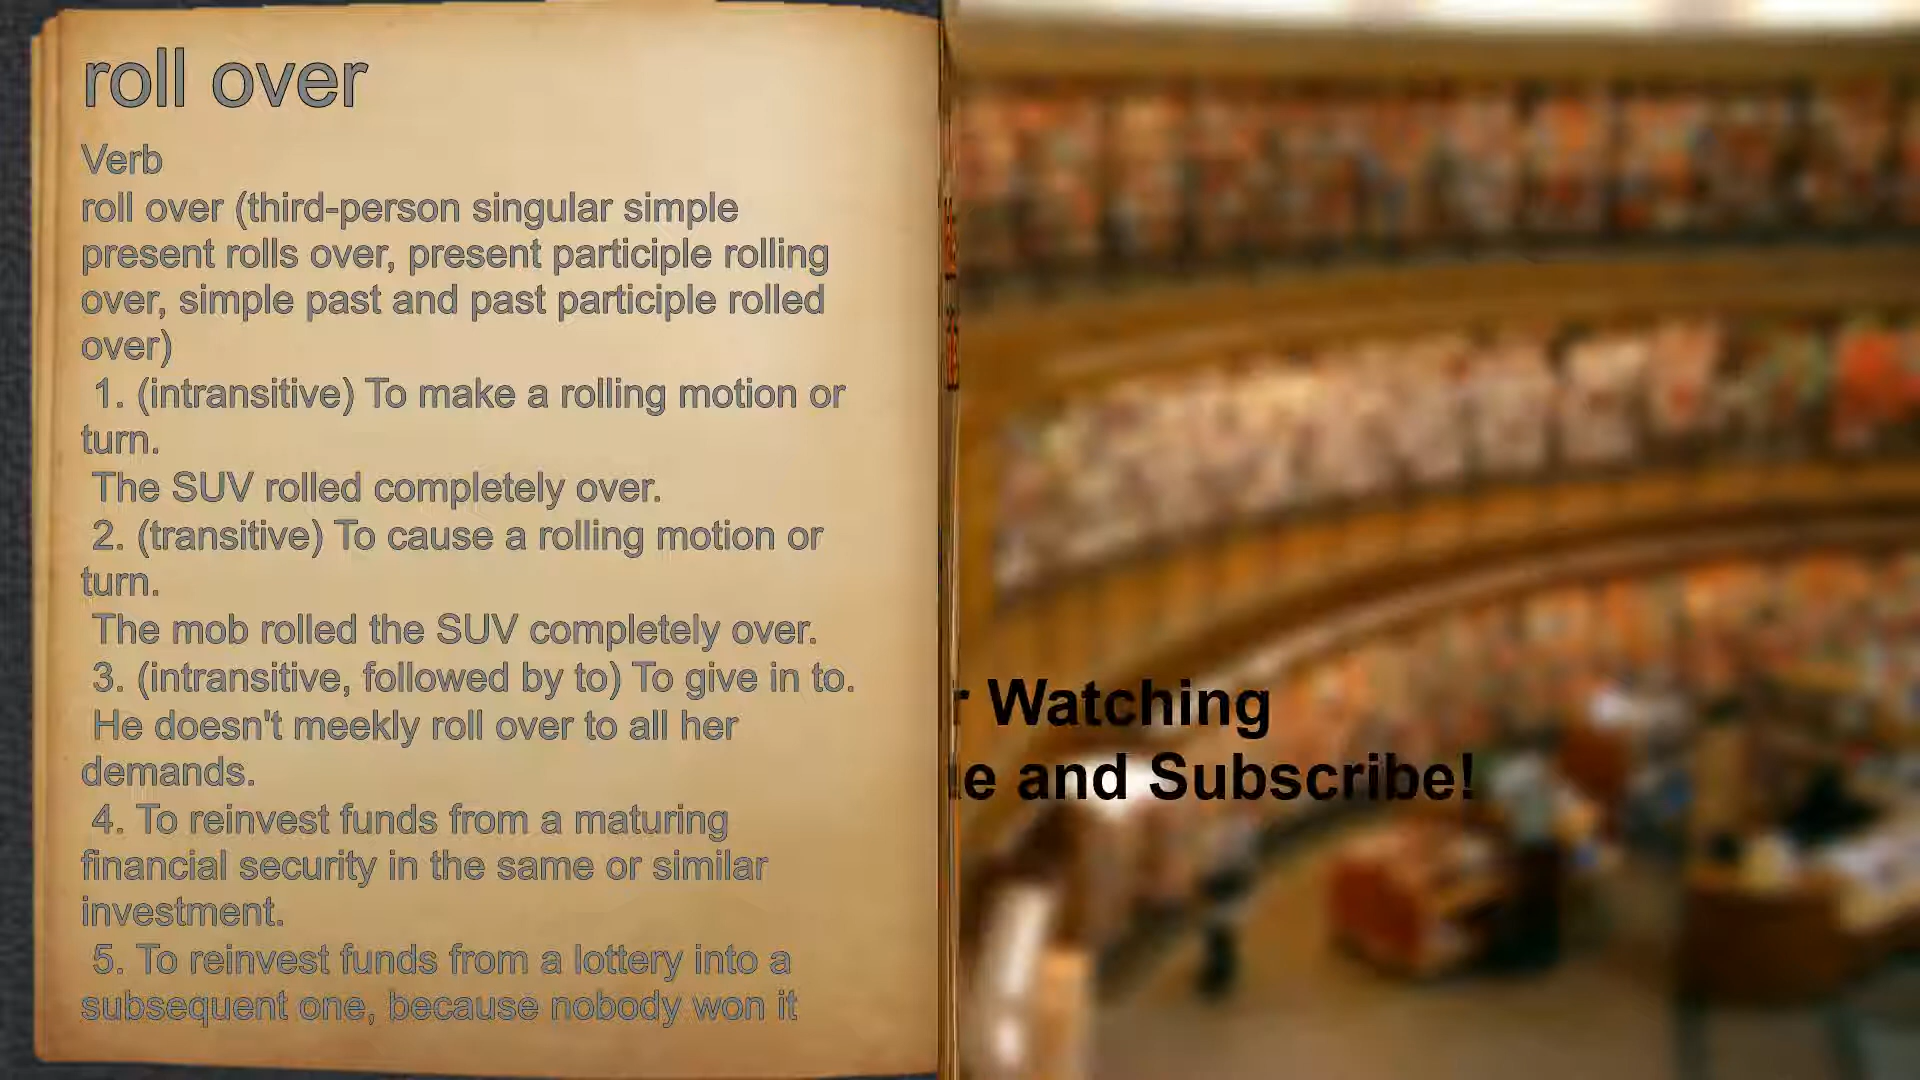 roll over
Verb
roll over (third-person singular simple
present rolls over, present participle rolling
over, simple past and past participle rolled
over)
1. (intransitive) To make a rolling motion or
turn.
The SUV rolled completely over.
2. (transitive) To cause a rolling motion or
turn.
The mob rolled the SUV completely over.
3. (intransitive, followed by to) To give in to.
He doesn't meekly roll over to all her
demands.
4. To reinvest funds from a maturing
financial security in the same or similar
investment.
5. To reinvest funds from a lottery into a
subsequent one, because nobody won it
Watching
and Subscribe!